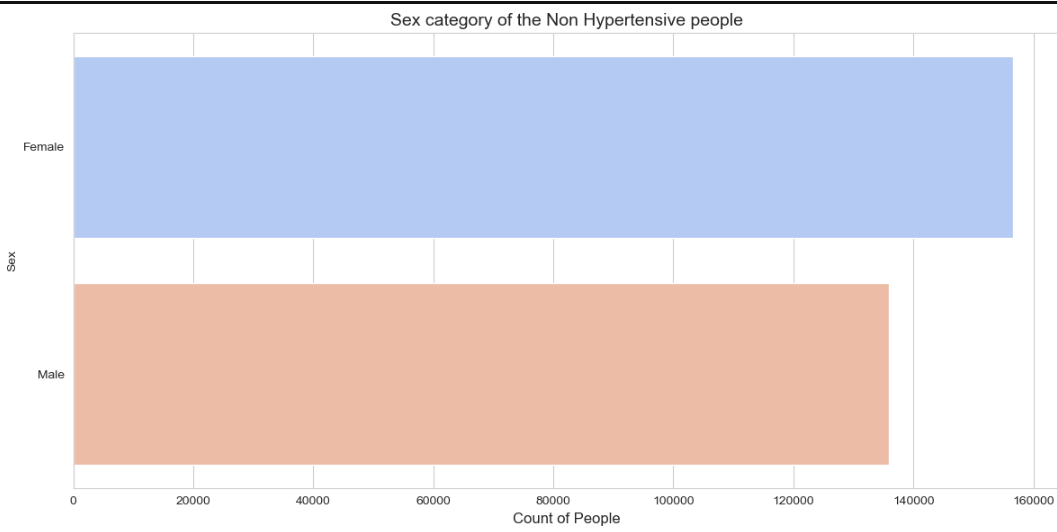 Sex category of the Non Hypertensive people
Female
Sex
Male
0 20000 40000 60000 80000 100000 120000 140000 160000
Count of People